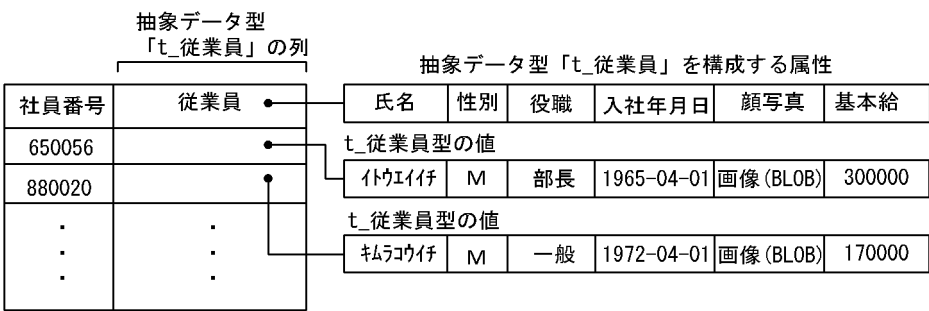 抽象データ型
「t_従業員」の列
抽象データ型「t_従業員」を構成する属性
社員番号 従業員 氏名 性別 役職 入社年月日 顔写真 基本給
t_従業員型の値
650056 ｲﾄｳｴｲｲﾁ M 部長 1965-04-01 画像(BLOB) 300000
t_従業員型の値
880020 ｷﾑﾗｺｳｲﾁ M 一般 1972-04-01 画像(BLOB) 170000